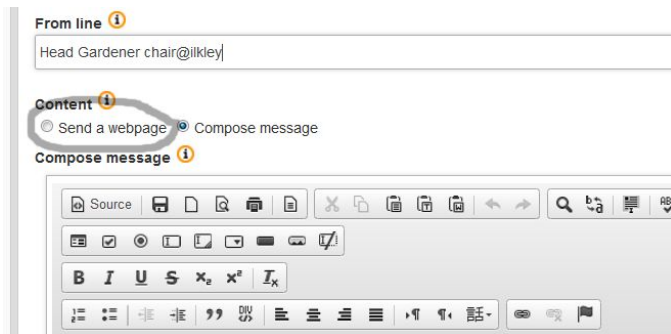 From line
Head Gardener chair@ilkley
Content
Send a webpage Compose message
Compose message
Source
B I U S x₂ x² Tx